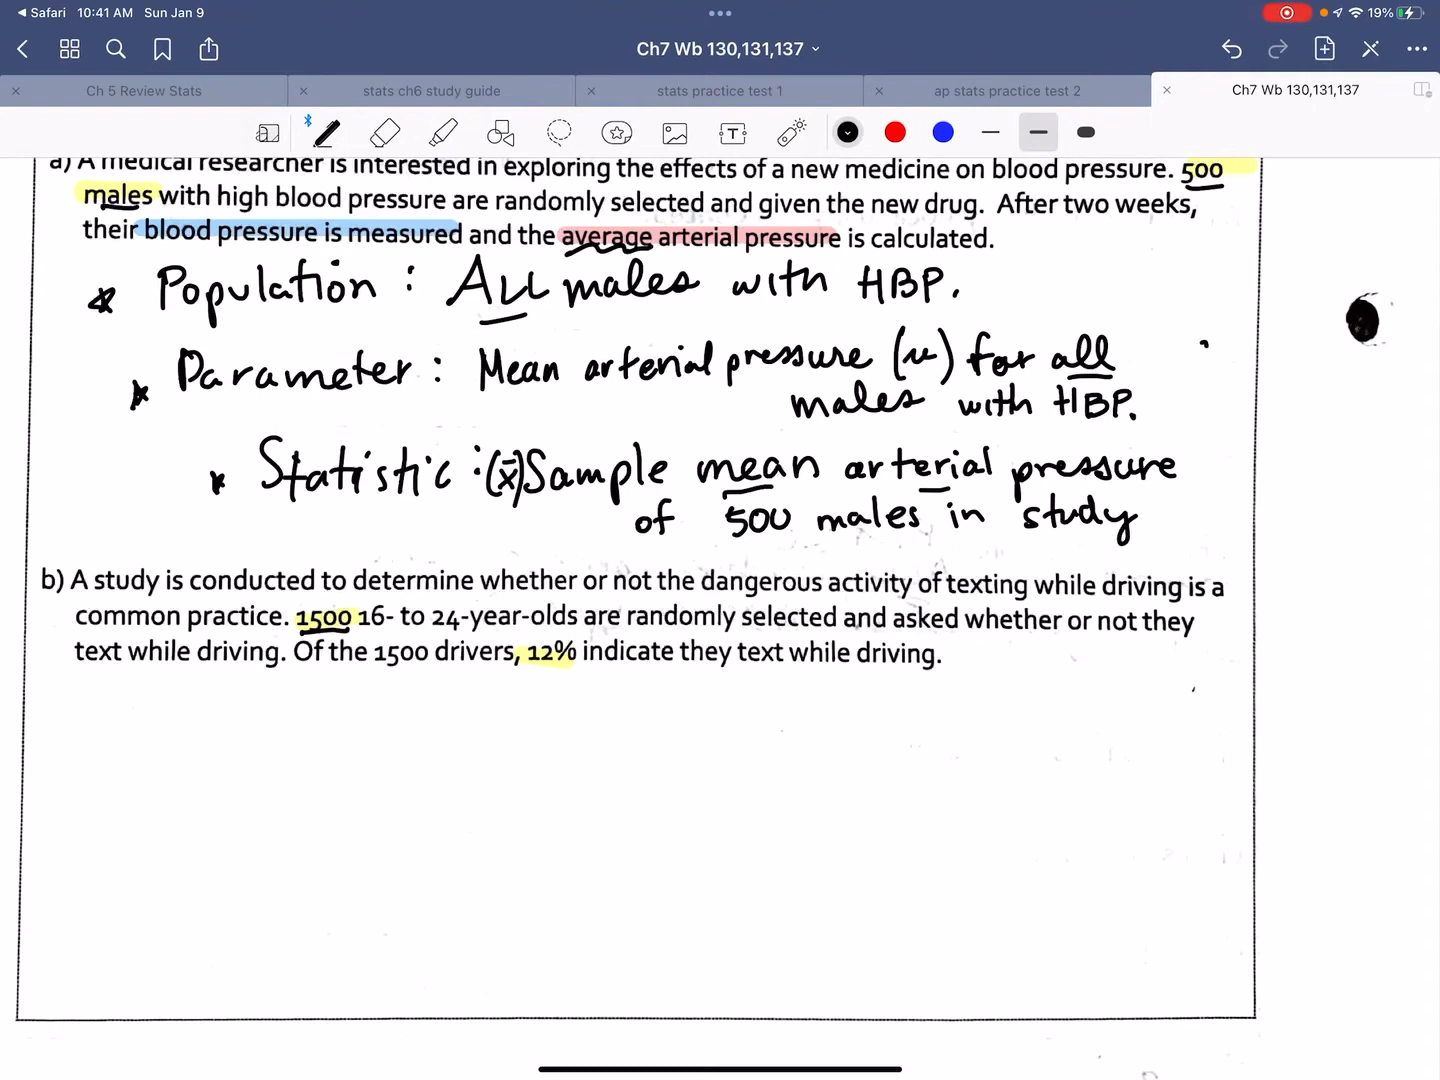 Safari 10:41 AM Sun Jan 9 19%
Ch7 Wb 130,131,137
Ch 5 Review Stats stats ch6 study guide stats practice test 1 ap stats practice test 2 Ch7 Wb 130,131,137
a) A medical researcher is interested in exploring the effects of a new medicine on blood pressure. 500
males with high blood pressure are randomly selected and given the new drug. After two weeks,
their blood pressure is measured and the average arterial pressure is calculated.
Population : ALL males with HBP.
Parameter : Mean arterial pressure (μ) for all
males with HBP.
Statistic : (x̄) Sample mean arterial pressure
of 500 males in study
b) A study is conducted to determine whether or not the dangerous activity of texting while driving is a
common practice. 1500 16- to 24-year-olds are randomly selected and asked whether or not they
text while driving. Of the 1500 drivers, 12% indicate they text while driving.